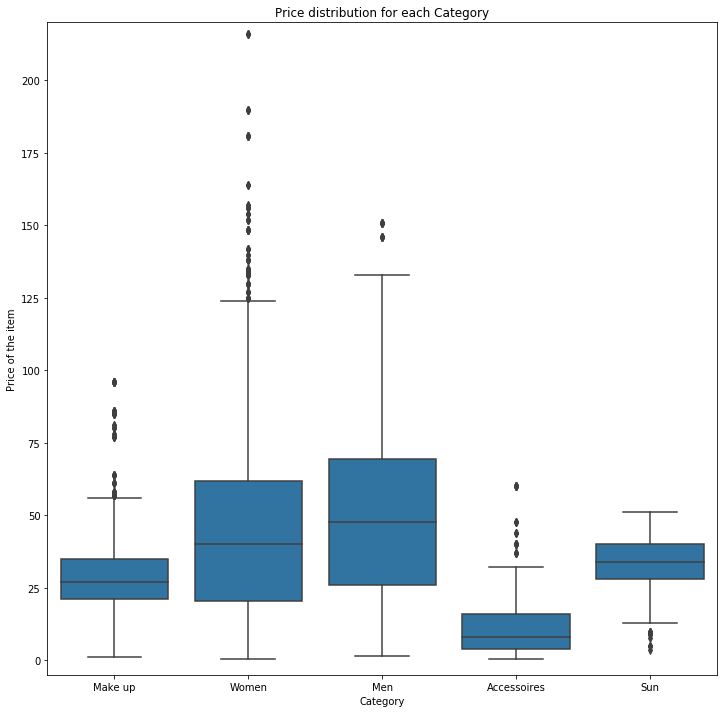 Price distribution for each Category
Price of the item
200
175
150
125
100
75
50
25
0
Make up
Women
Men
Accessoires
Sun
Category